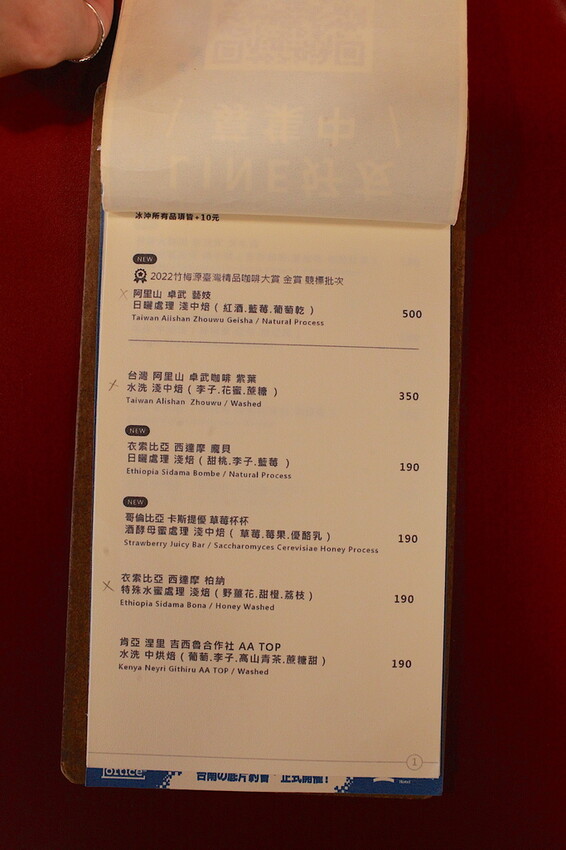 冰沖所有品項皆+10元
NEW
2022竹梅源臺灣精品咖啡大賞 金賞 競標批次
阿里山 卓武 藝妓
日曬處理 淺中焙 ( 紅酒.藍莓.葡萄乾 )
500
Taiwan Alishan Zhouwu Geisha / Natural Process
台灣 阿里山 卓武咖啡 紫葉
水洗 淺中焙 ( 李子.花蜜.蔗糖 )
350
Taiwan Alishan Zhouwu / Washed
NEW
衣索比亞 西達摩 龐貝
日曬處理 淺焙 ( 甜桃.李子.藍莓 )
190
Ethiopia Sidama Bombe / Natural Process
NEW
哥倫比亞 卡斯提優 草莓杯杯
酒酵母蜜處理 淺中焙 ( 草莓.莓果.優酪乳 )
190
Strawberry Juicy Bar / Saccharomyces Cerevisiae Honey Process
衣索比亞 西達摩 柏納
特殊水蜜處理 淺焙 ( 野薑花.甜橙.荔枝 )
190
Ethiopia Sidama Bona / Honey Washed
肯亞 涅里 吉西魯合作社 AA TOP
水洗 中烘焙 ( 葡萄.李子.高山青茶.蔗糖甜 )
190
Kenya Neyri Githiru AA TOP / Washed
1
office